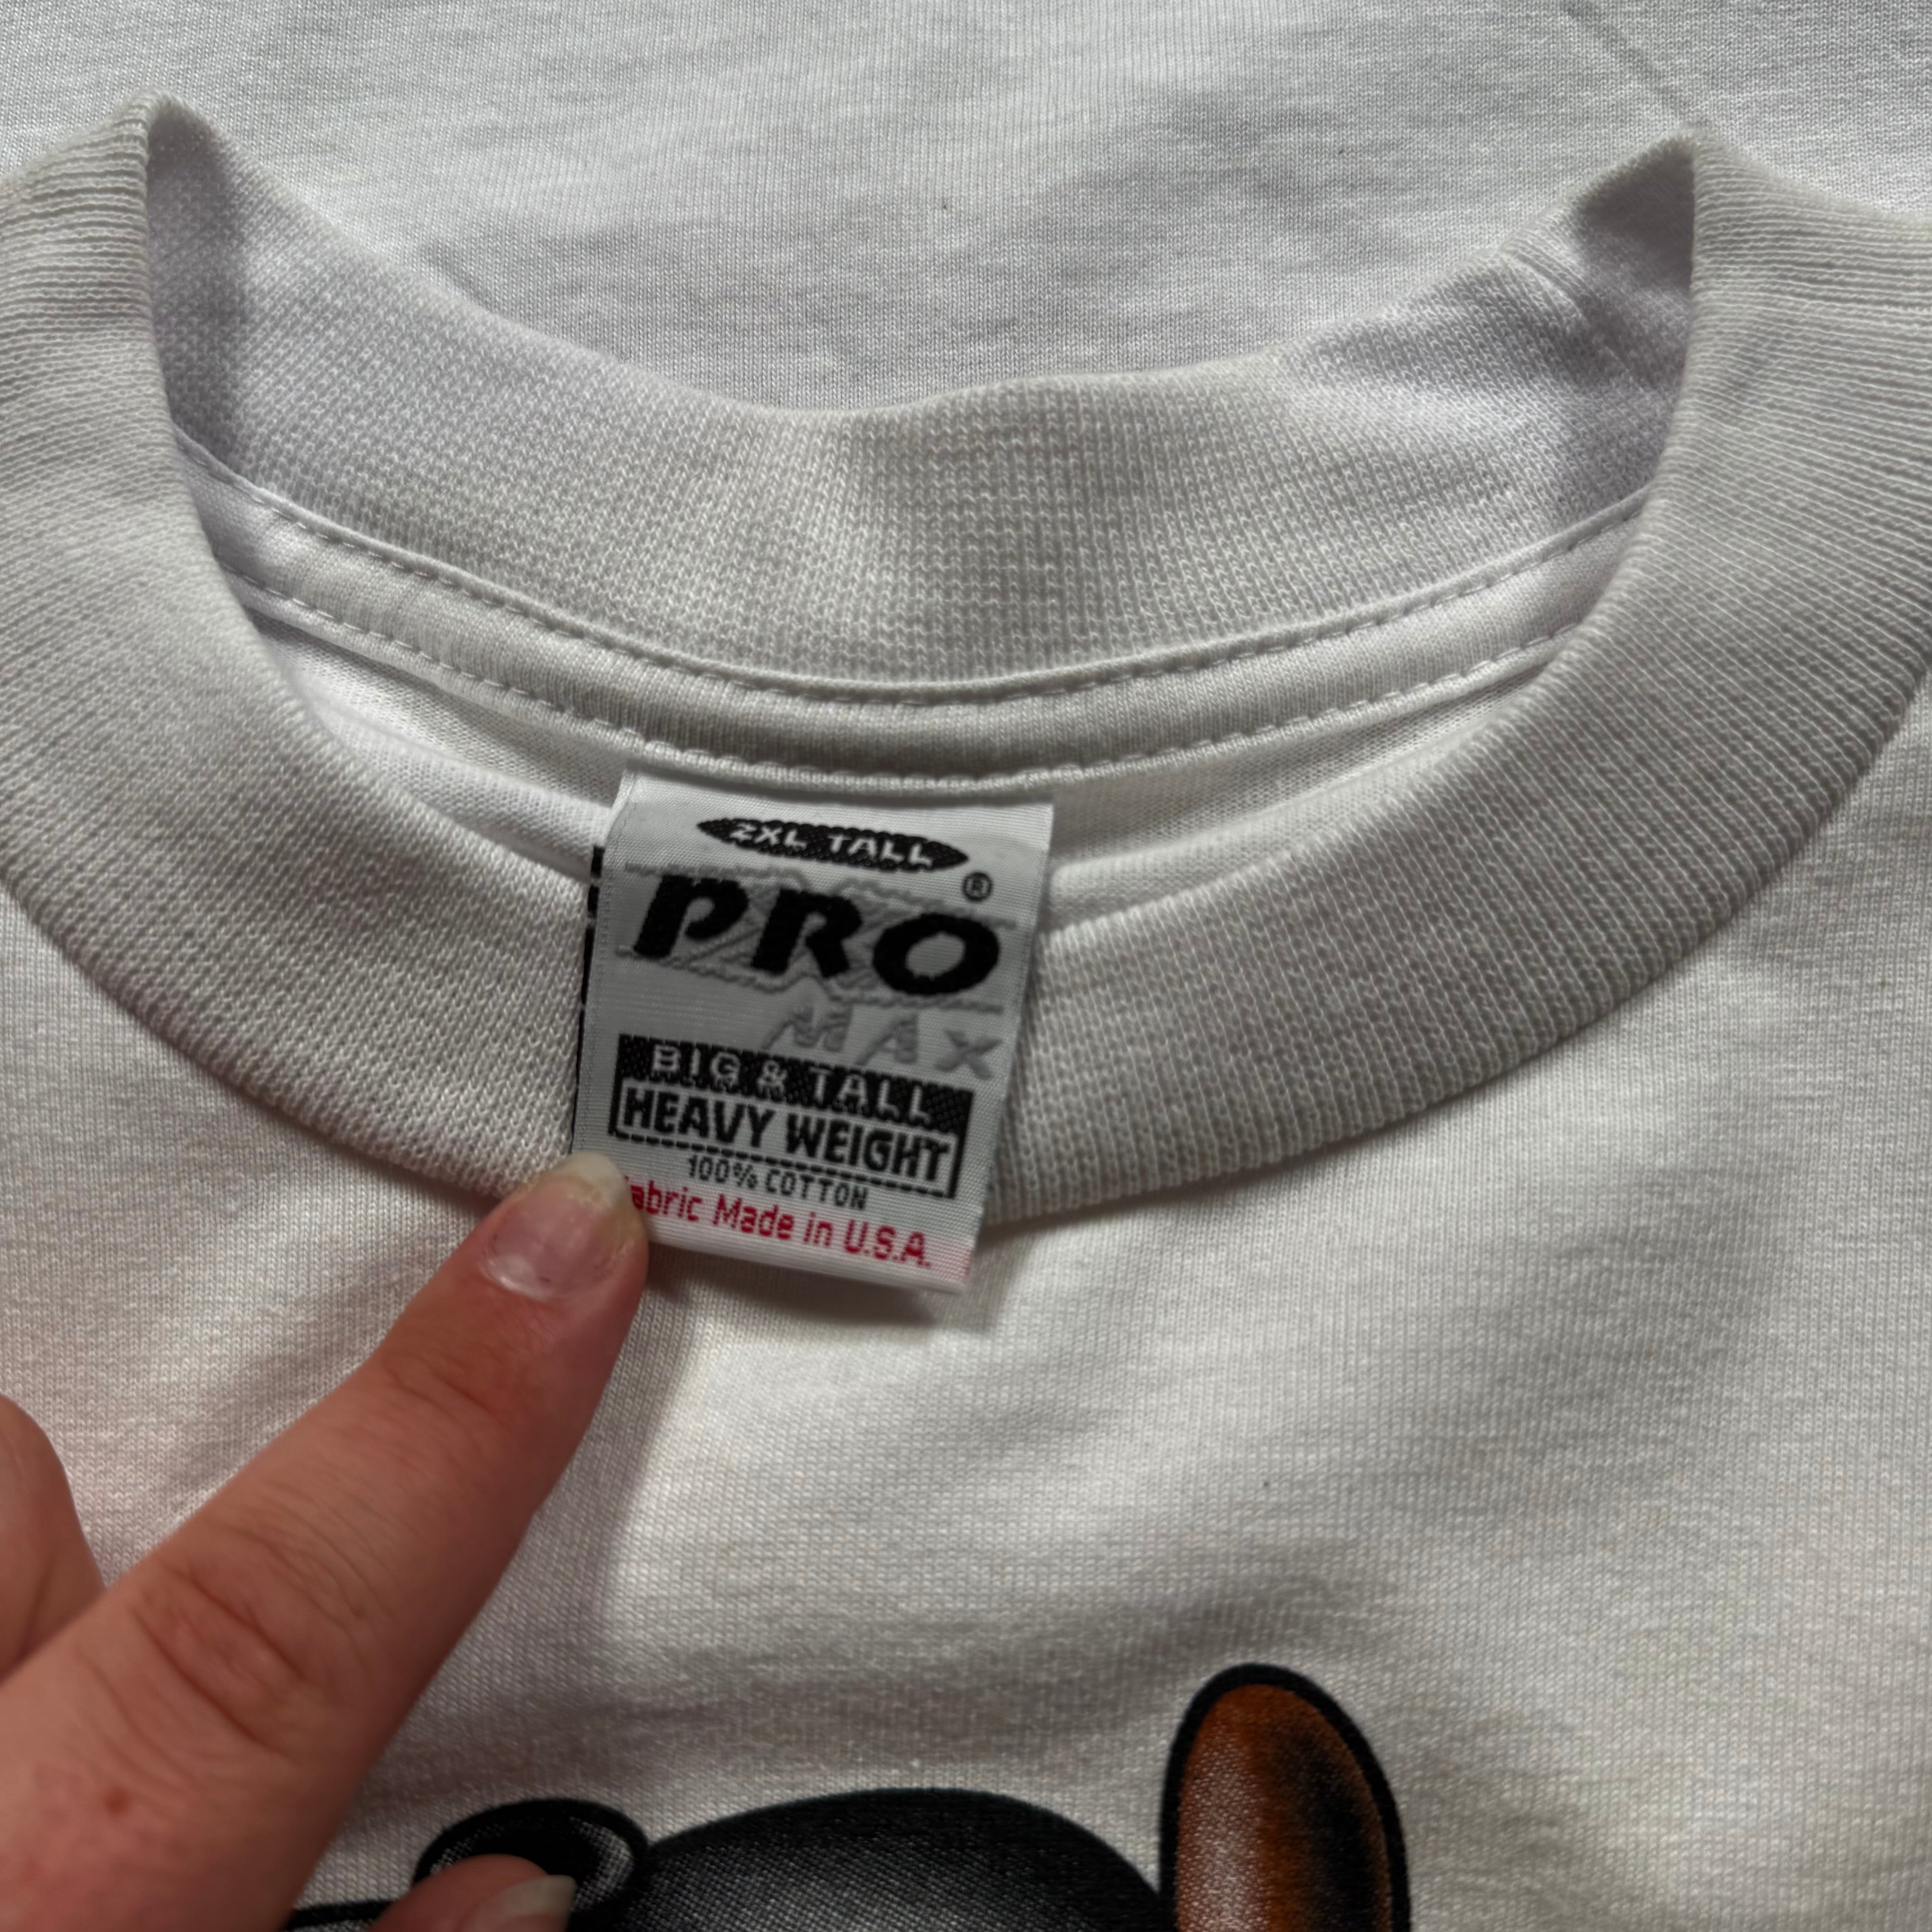 2XL TALL
PRO ®
MAX
BIG & TALL
HEAVY WEIGHT
100% COTTON
abric Made in U.S.A.